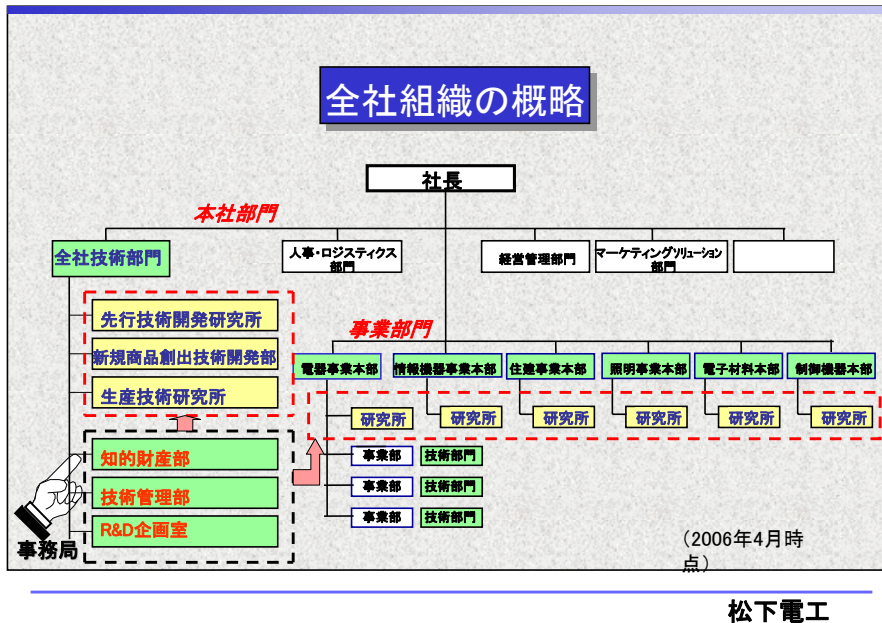 全社組織の概略
社長
本社部門
全社技術部門
人事・ロジスティクス
部門
経営管理部門
マーケティングソリューション
部門
先行技術開発研究所
新規商品創出技術開発部
生産技術研究所
知的財産部
技術管理部
R&D企画室
事務局
事業部門
電器事業本部
情報機器事業本部
住建事業本部
照明事業本部
電子材料本部
制御機器本部
研究所
研究所
研究所
研究所
研究所
研究所
事業部
技術部門
事業部
技術部門
事業部
技術部門
(2006年4月時
点)
松下電工